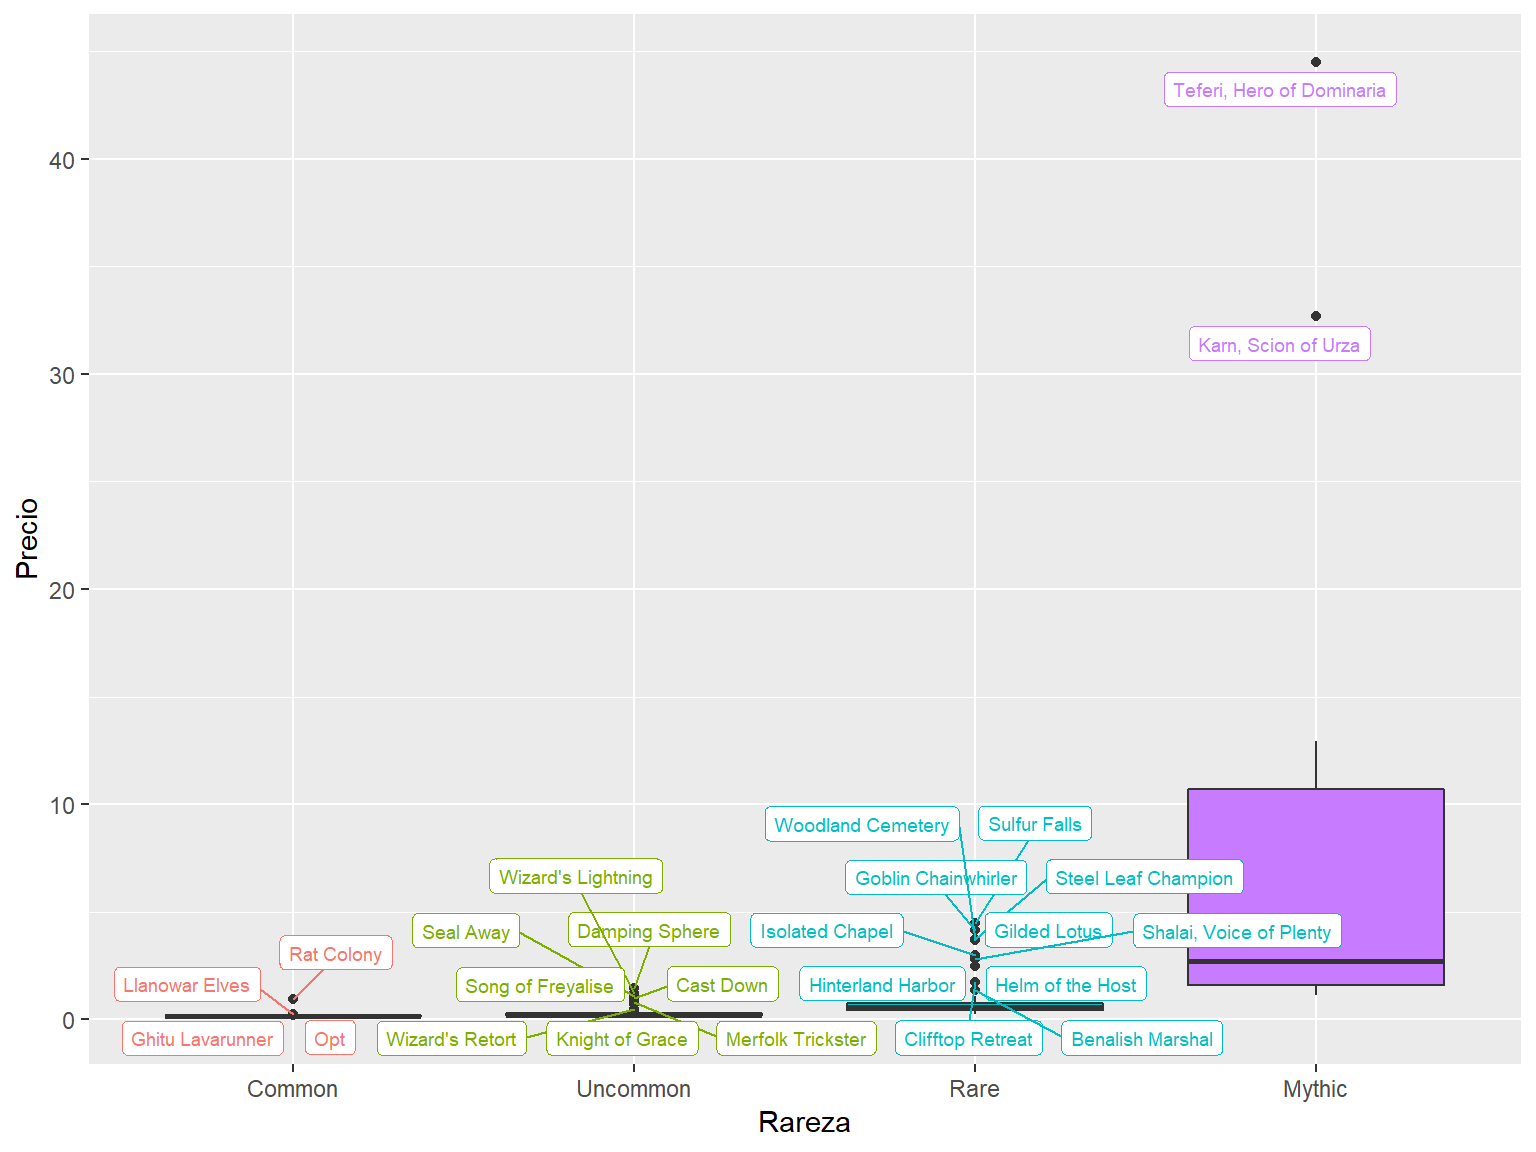 Teferi, Hero of Dominaria
40
Karn, Scion of Urza
30
Precio
20
10
Woodland Cemetery
Sulfur Falls
Wizard's Lightning
Goblin Chainwhirler
Steel Leaf Champion
Seal Away
Damping Sphere
Isolated Chapel
Gilded Lotus
Shalai, Voice of Plenty
Rat Colony
Llanowar Elves
Song of Freyalise
Cast Down
Hinterland Harbor
Helm of the Host
0
Ghitu Lavarunner
Opt
Wizard's Retort
Knight of Grace
Merfolk Trickster
Clifftop Retreat
Benalish Marshal
Common
Uncommon
Rare
Mythic
Rareza